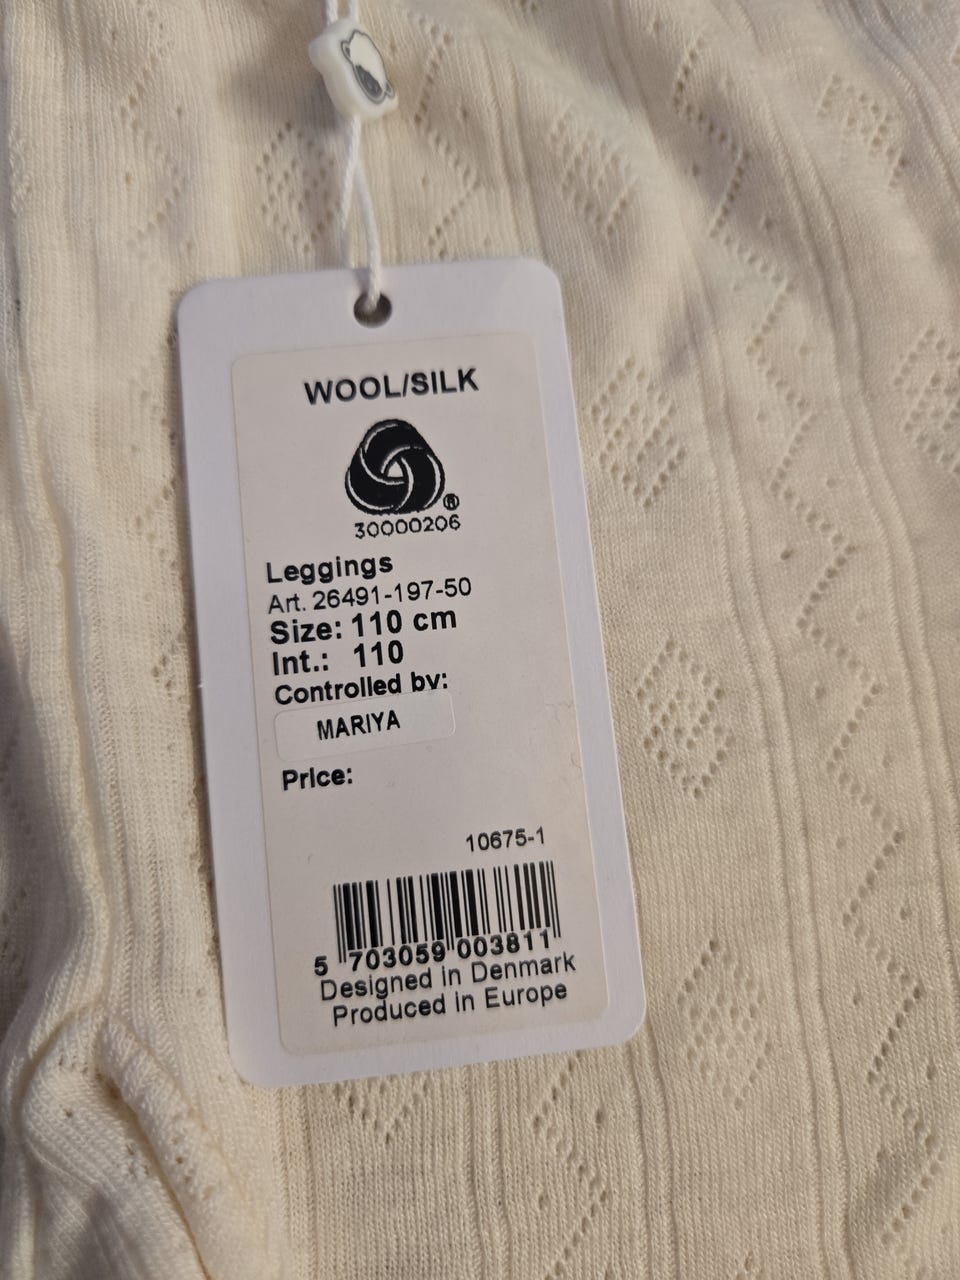 WOOL/SILK
®
30000206
Leggings
Art. 26491-197-50
Size: 110 cm
Int.: 110
Controlled by:
MARIYA
Price:
10675-1
5 703059 003811
Designed in Denmark
Produced in Europe